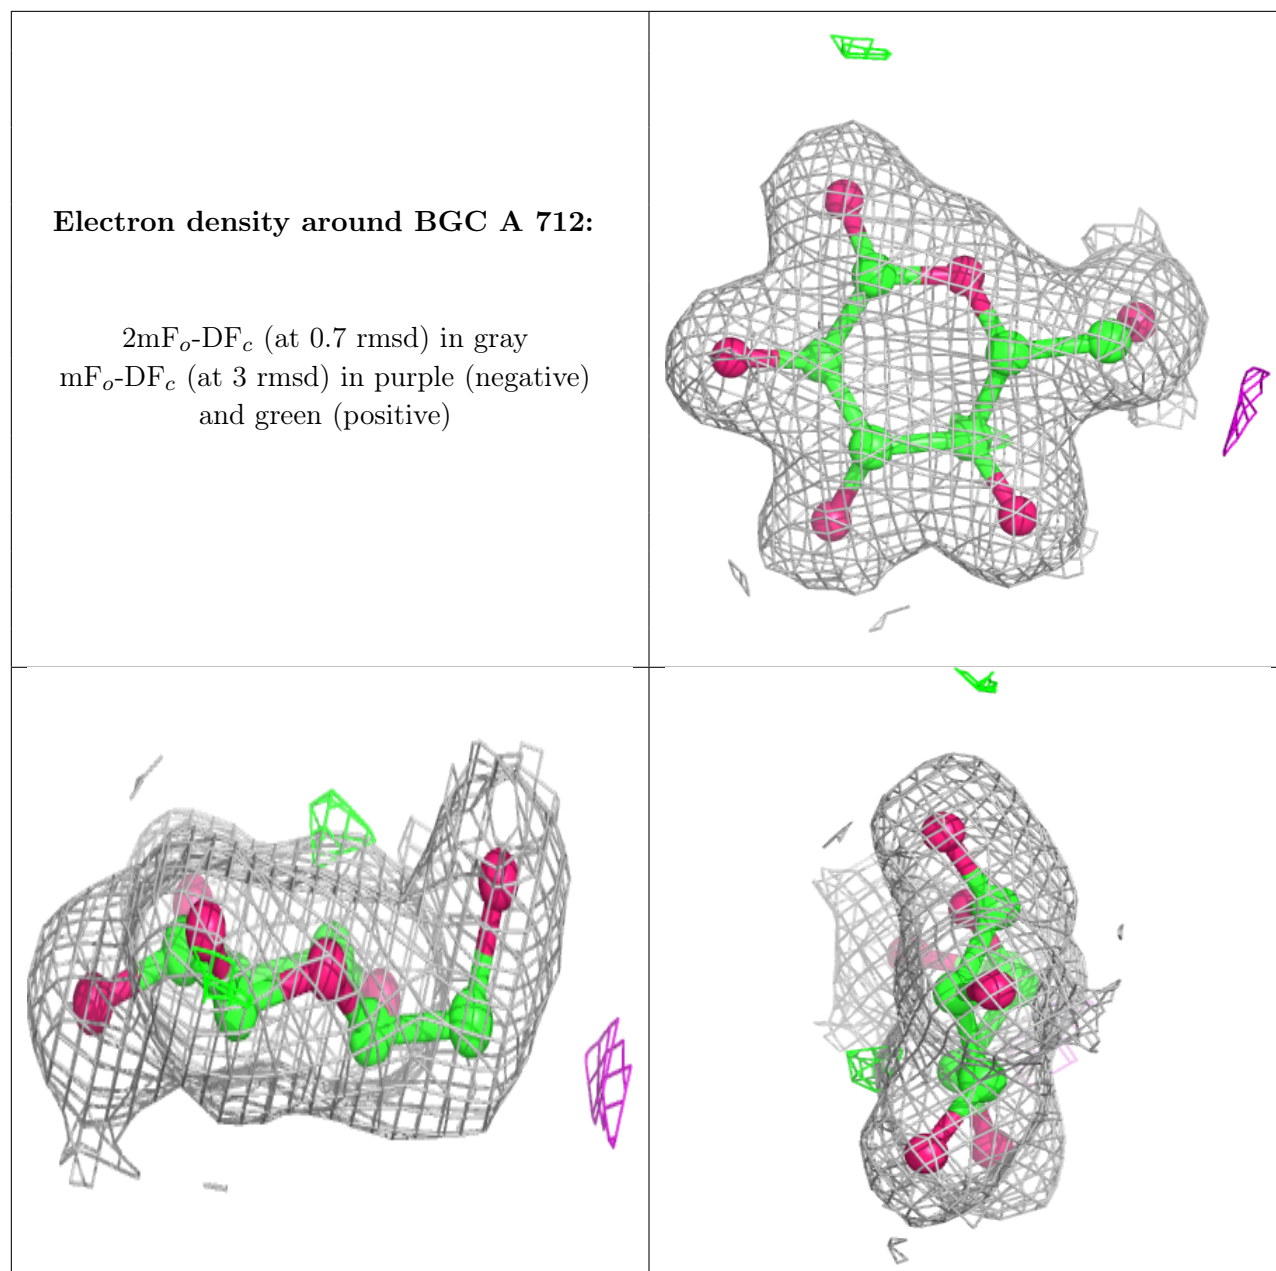 Electron density around BGC A 712:
2mFo-DFc (at 0.7 rmsd) in gray
mFo-DFc (at 3 rmsd) in purple (negative)
and green (positive)